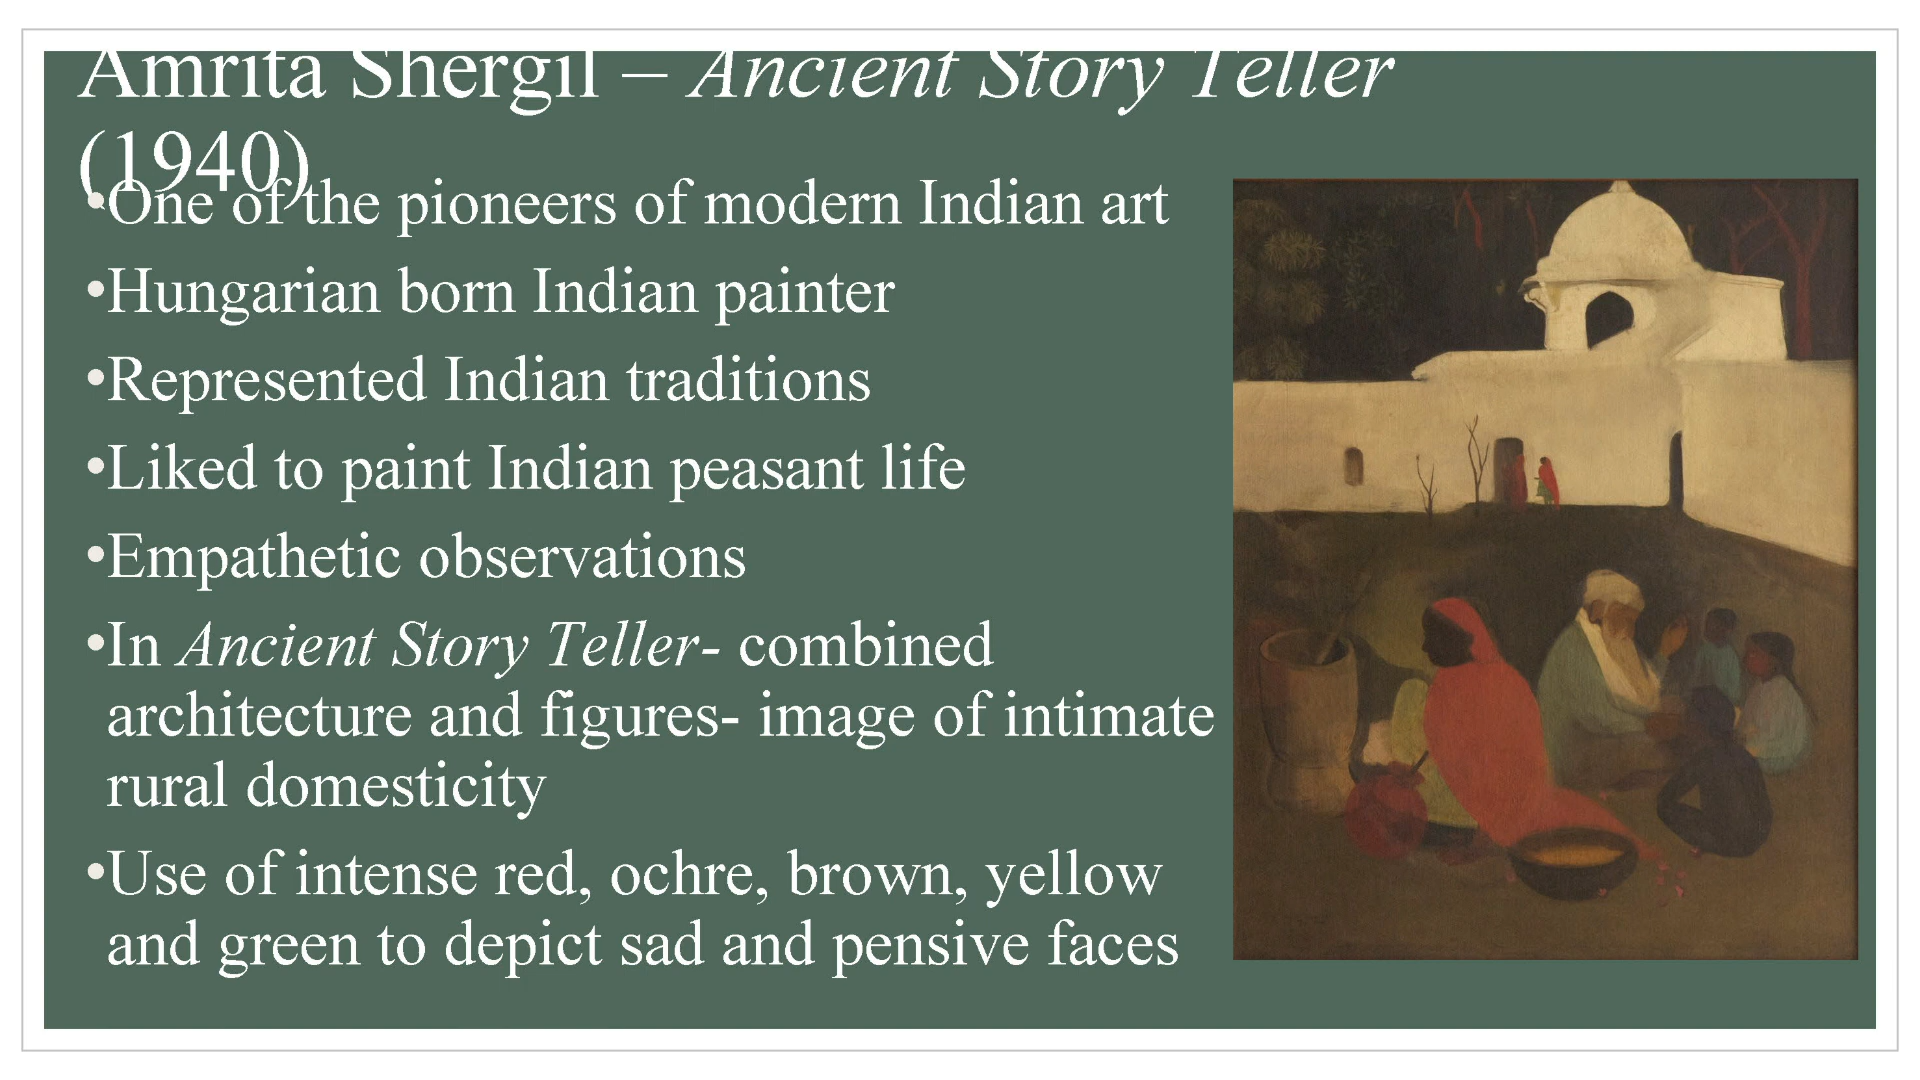 Amrita Shergil – Ancient Story Teller
(1940)
•One of the pioneers of modern Indian art
•Hungarian born Indian painter
•Represented Indian traditions
•Liked to paint Indian peasant life
•Empathetic observations
•In Ancient Story Teller- combined
architecture and figures- image of intimate
rural domesticity
•Use of intense red, ochre, brown, yellow
and green to depict sad and pensive faces